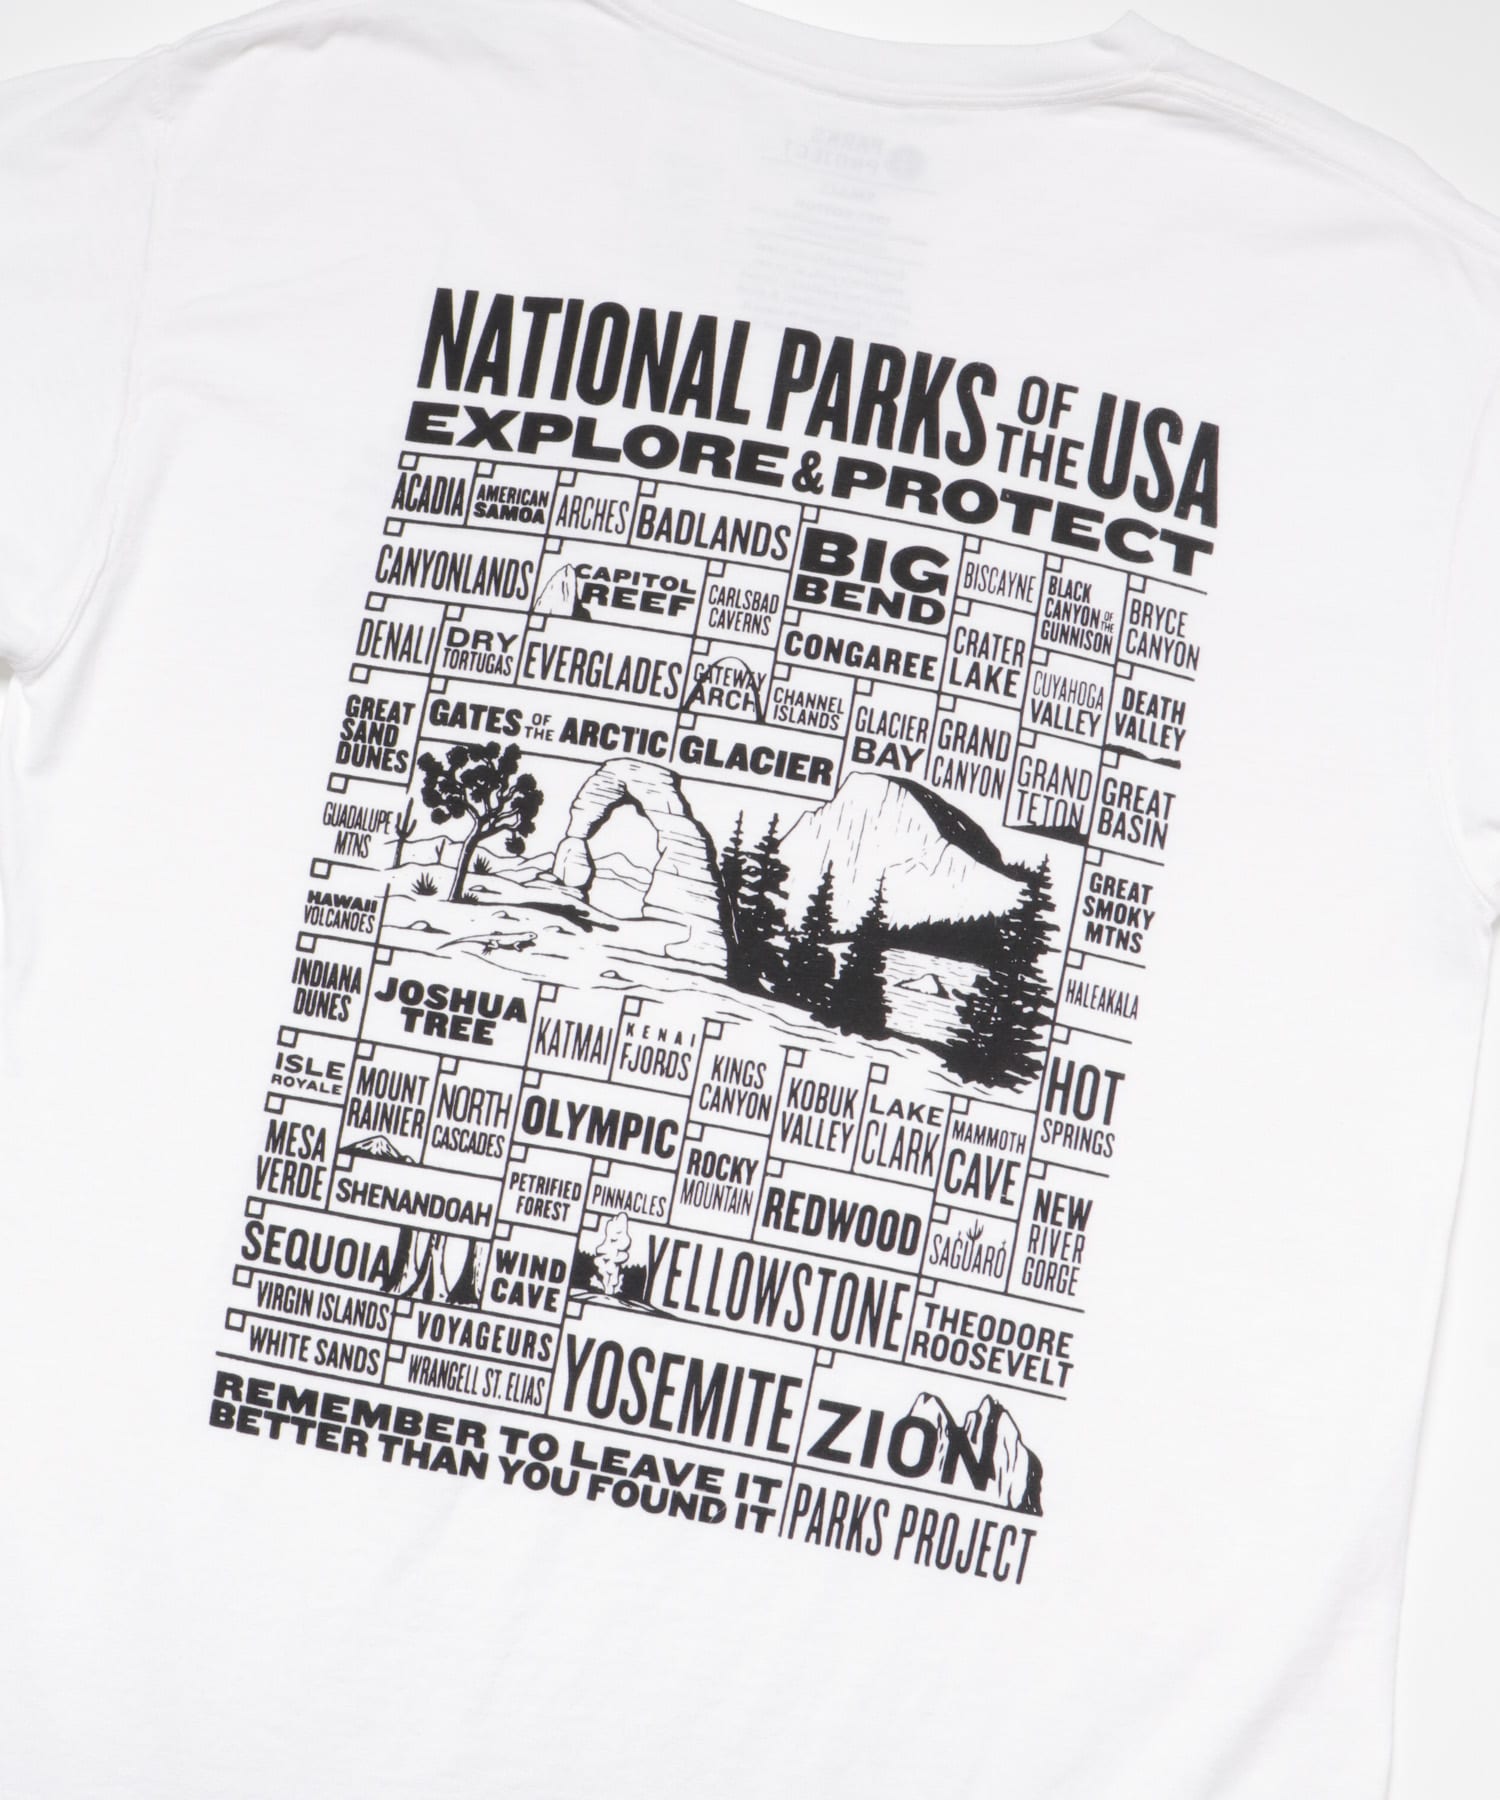 NATIONAL PARKS OF THE USA
EXPLORE & PROTECT
ACADIA
AMERICAN
SAMOA
ARCHES
BADLANDS
BIG
BEND
BISCAYNE
BLACK
CANYON OF THE
GUNNISON
BRYCE
CANYON
CANYONLANDS
CAPITOL
REEF
CARLSBAD
CAVERNS
CONGAREE
CRATER
LAKE
CUYAHOGA
VALLEY
DEATH
VALLEY
DENALI
DRY
TORTUGAS
EVERGLADES
GATEWAY
ARCH
CHANNEL
ISLANDS
GLACIER
BAY
GRAND
CANYON
GRAND
TETON
GREAT
BASIN
GREAT
SAND
DUNES
GATES OF THE ARCTIC
GLACIER
GUADALUPE
MTNS
GREAT
SMOKY
MTNS
HAWAII
VOLCANOES
HALEAKALA
INDIANA
DUNES
JOSHUA
TREE
KATMAI
KENAI
FJORDS
KINGS
CANYON
KOBUK
VALLEY
LAKE
CLARK
MAMMOTH
CAVE
HOT
SPRINGS
ISLE
ROYALE
MOUNT
RAINIER
NORTH
CASCADES
OLYMPIC
MESA
VERDE
SHENANDOAH
PETRIFIED
FOREST
PINNACLES
ROCKY
MOUNTAIN
REDWOOD
SAGUARO
NEW
RIVER
GORGE
SEQUOIA
WIND
CAVE
YELLOWSTONE
THEODORE
ROOSEVELT
VIRGIN ISLANDS
VOYAGEURS
WHITE SANDS
WRANGELL ST. ELIAS
YOSEMITE
ZION
REMEMBER TO LEAVE IT
BETTER THAN YOU FOUND IT
PARKS PROJECT